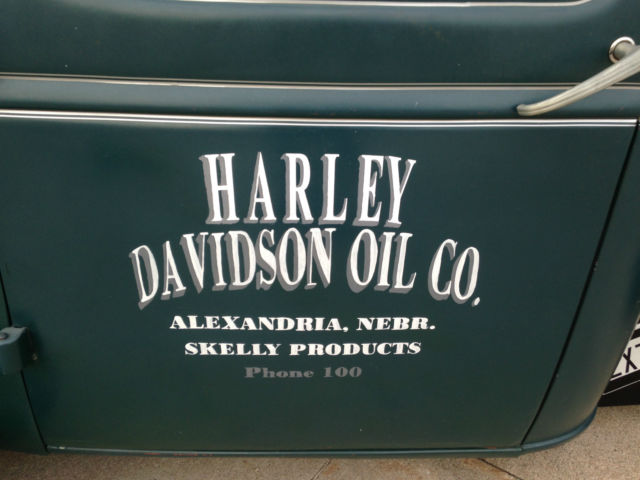 HARLEY
DAVIDSON OIL CO.
ALEXANDRIA, NEBR.
SKELLY PRODUCTS
Phone 100